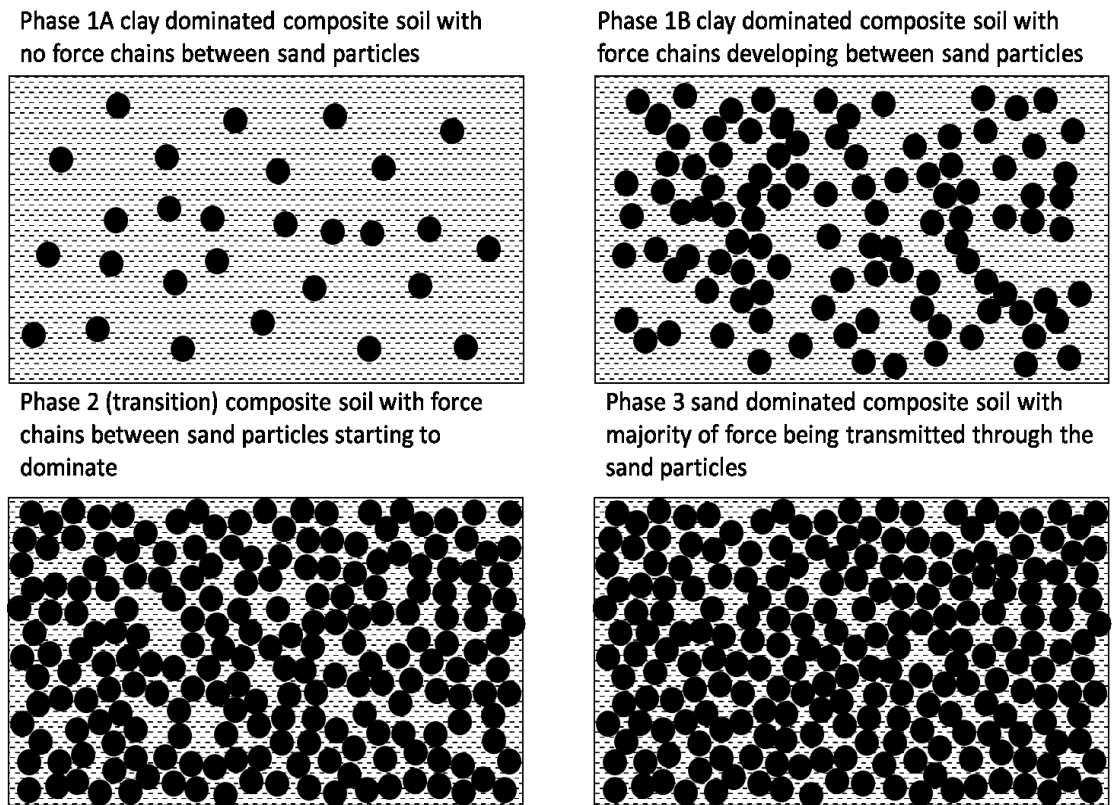 Phase 1A clay dominated composite soil with
no force chains between sand particles
Phase 1B clay dominated composite soil with
force chains developing between sand particles
Phase 2 (transition) composite soil with force
chains between sand particles starting to
dominate
Phase 3 sand dominated composite soil with
majority of force being transmitted through the
sand particles